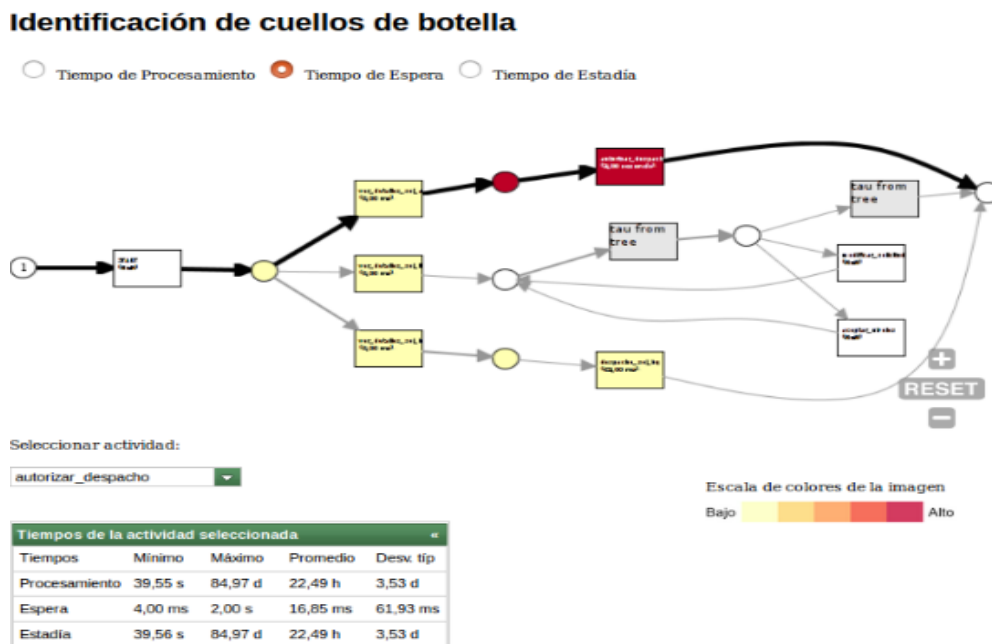 Identificación de cuellos de botella
Tiempo de Procesamiento Tiempo de Espera Tiempo de Estadía
tau from
tree
tau from
tree
1
RESET
Seleccionar actividad:
autorizar_despacho
Escala de colores de la imagen
Bajo Alto
Tiempos de la actividad seleccionada «
Tiempos Mínimo Máximo Promedio Desv. típ
Procesamiento 39,55 s 84,97 d 22,49 h 3,53 d
Espera 4,00 ms 2,00 s 16,85 ms 61,93 ms
Estadía 39,56 s 84,97 d 22,49 h 3,53 d